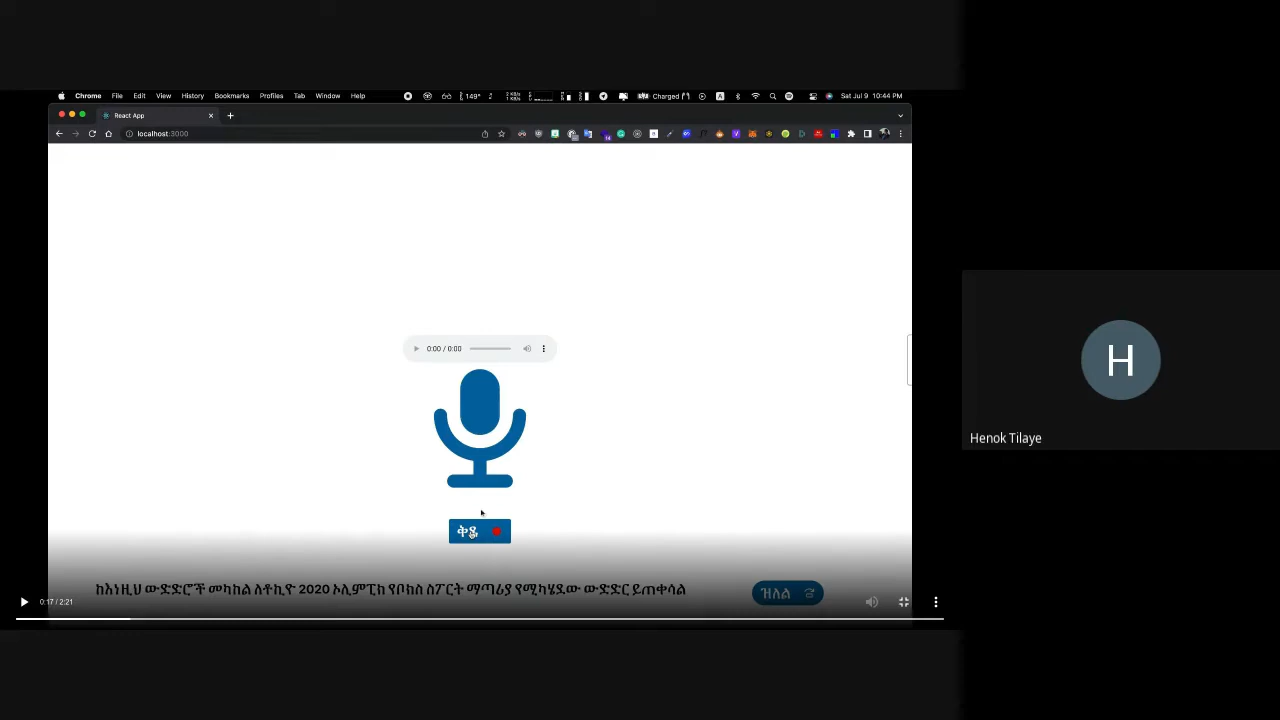 Chrome File Edit View History Bookmarks Profiles Tab Window Help 149° Charged Sat Jul 9 10:44 PM
React App
localhost:3000
0:00 / 0:00
H
Henok Tilaye
ከእነዚህ ውድድሮች መካከል ለቶኪዮ 2020 ኦሊምፒክ የቦክስ ስፖርት ማጣሪያ የሚካሄደው ውድድር ይጠቀሳል
ዝለል
0:17 / 2:21